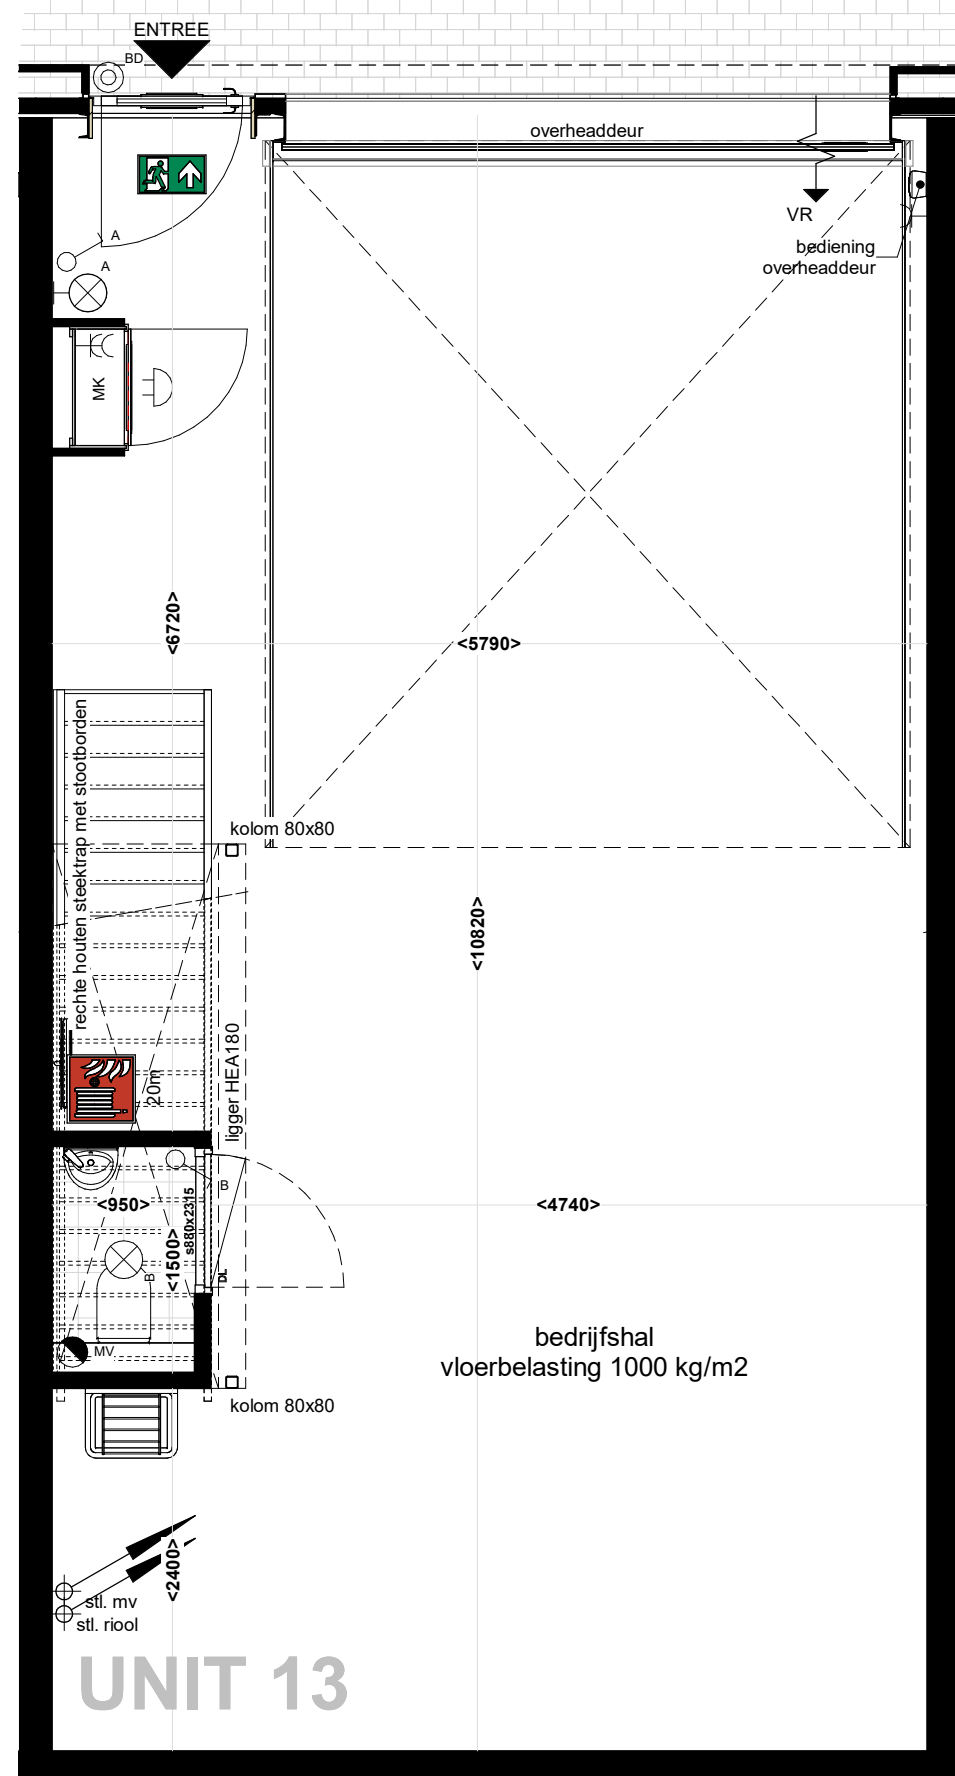 ENTREE
BD
overheaddeur
VR
bediening
overheaddeur
A
A
MK
<6720>
<5790>
rechte houten steektrap met stootborden
kolom 80x80
<10820>
ligger HEA180
20m
B
<950>
s880x2315
<4740>
<1500>
B
DL
MV
bedrijfshal
vloerbelasting 1000 kg/m2
kolom 80x80
<2400>
stl. mv
stl. riool
UNIT 13